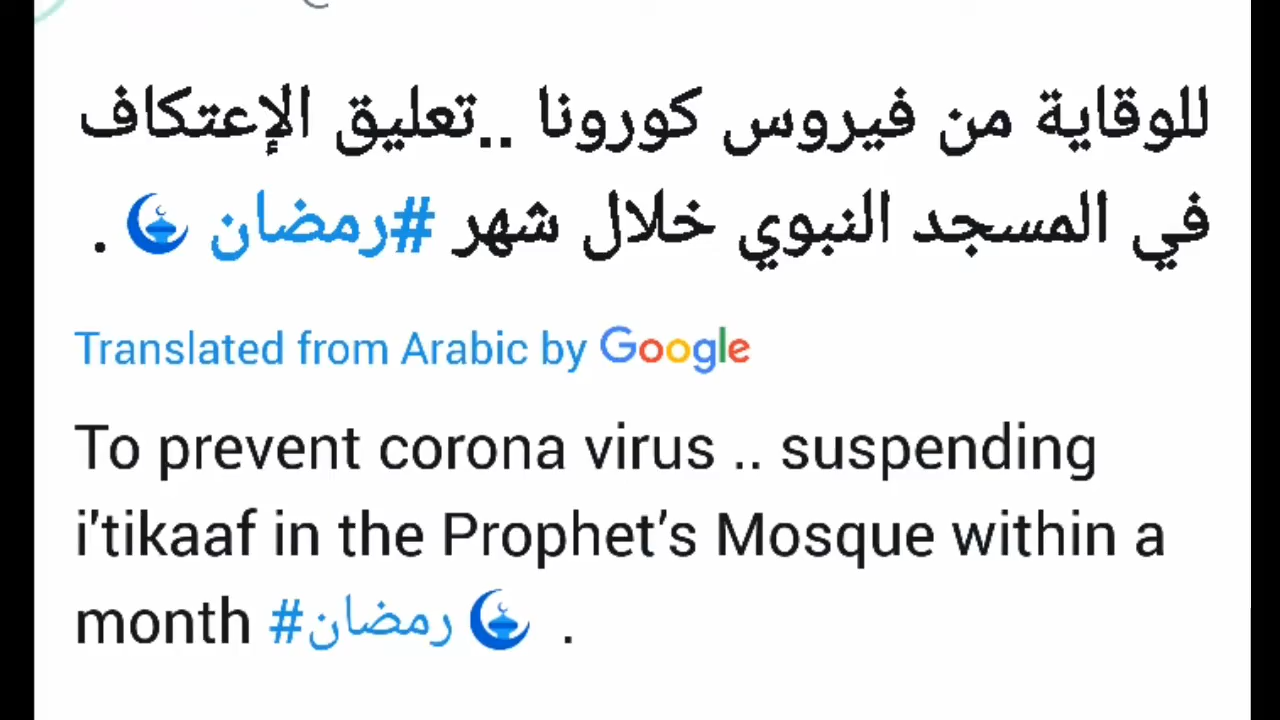 للوقاية من فيروس كورونا ..تعليق الإعتكاف
في المسجد النبوي خلال شهر #رمضان .
Translated from Arabic by Google
To prevent corona virus .. suspending
i'tikaaf in the Prophet's Mosque within a
month #رمضان .